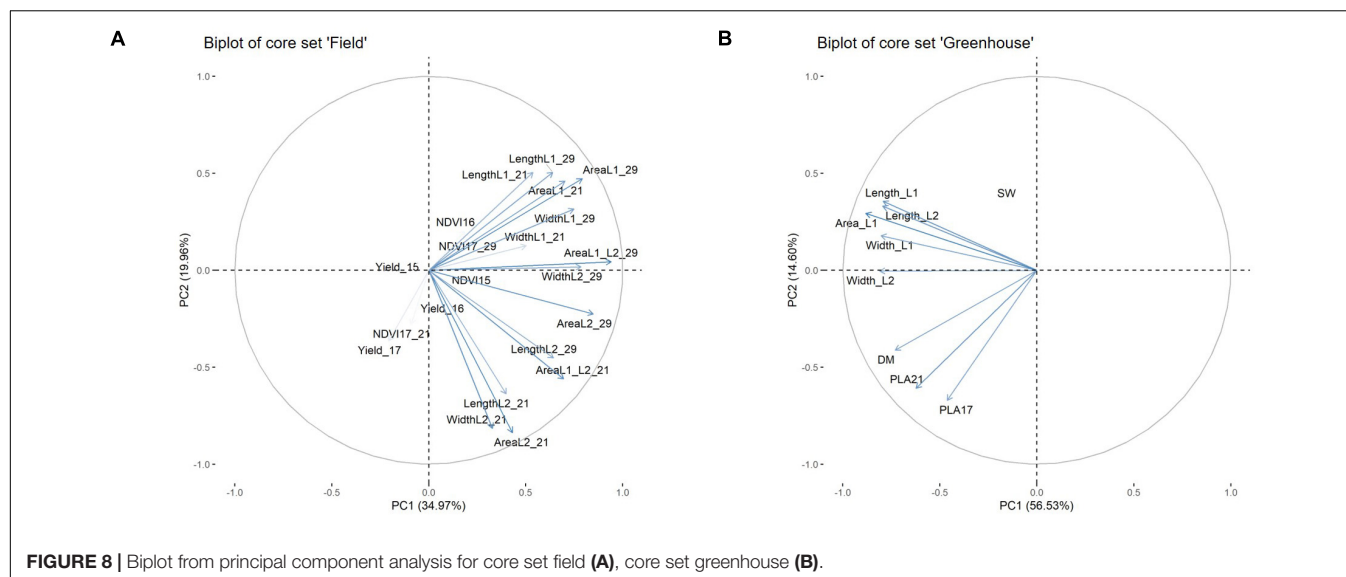 A
Biplot of core set 'Field'
1.0
0.5
0.0
-0.5
-1.0
PC2 (19.96%)
LengthL1_29
LengthL1_21
AreaL1_29
AreaL1_21
NDVI16
WidthL1_29
WidthL1_21
NDVI17_29
AreaL1_L2_29
Yield_15
WidthL2_29
NDVI15
Yield_16
AreaL2_29
NDVI17_21
Yield_17
LengthL2_29
AreaL1_L2_21
LengthL2_21
WidthL2_21
AreaL2_21
-1.0 -0.5 0.0 0.5 1.0
PC1 (34.97%)
B
Biplot of core set 'Greenhouse'
1.0
0.5
0.0
-0.5
-1.0
PC2 (14.60%)
Length_L1
SW
Length_L2
Area_L1
Width_L1
Width_L2
DM
PLA21
PLA17
-1.0 -0.5 0.0 0.5 1.0
PC1 (56.53%)
FIGURE 8 | Biplot from principal component analysis for core set field (A), core set greenhouse (B).